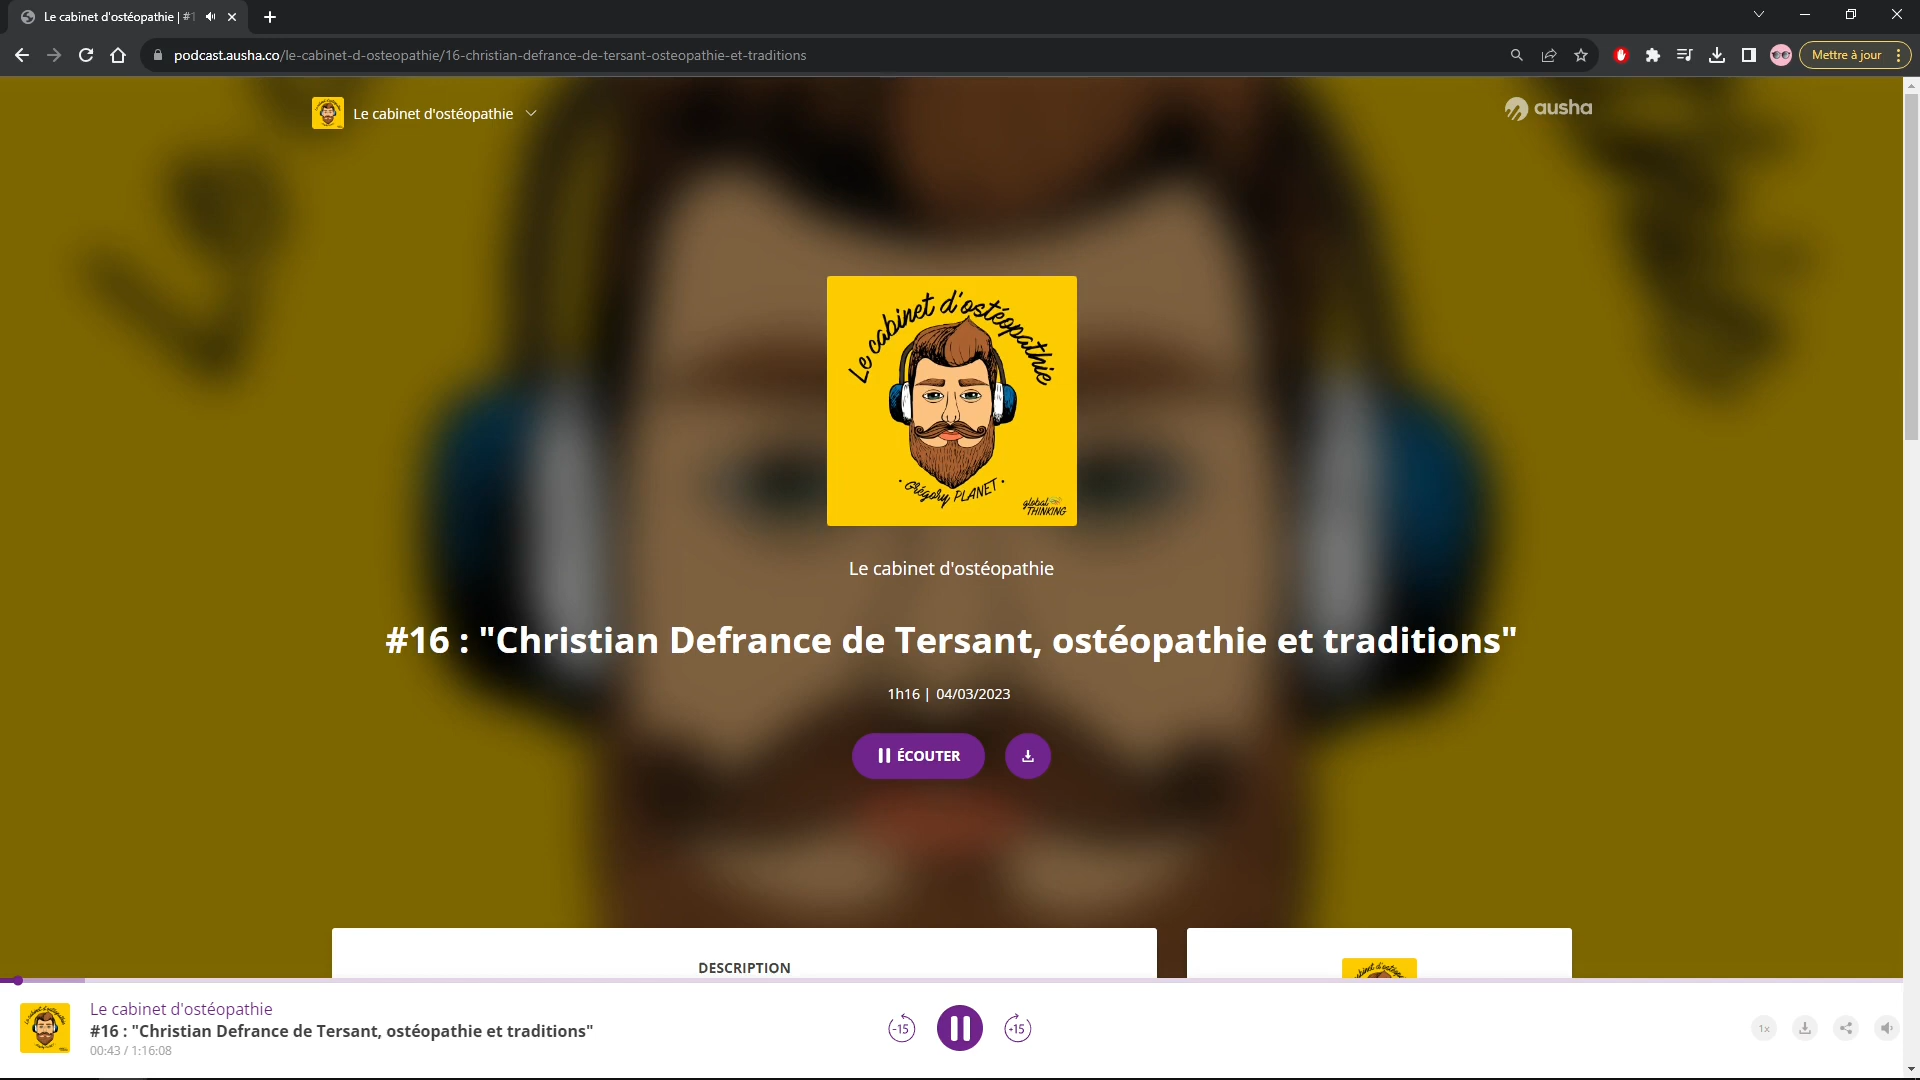 Le cabinet d'ostéopathie | #1
podcast.ausha.co/le-cabinet-d-osteopathie/16-christian-defrance-de-tersant-osteopathie-et-traditions
Mettre à jour
Le cabinet d'ostéopathie
ausha
Le cabinet d'ostéopathie
• Grégory PLANET •
global
THINKING
Le cabinet d'ostéopathie
#16 : "Christian Defrance de Tersant, ostéopathie et traditions"
1h16 | 04/03/2023
ÉCOUTER
DESCRIPTION
Le cabinet d'ostéopathie
#16 : "Christian Defrance de Tersant, ostéopathie et traditions"
00:43 / 1:16:08
-15
+15
1x